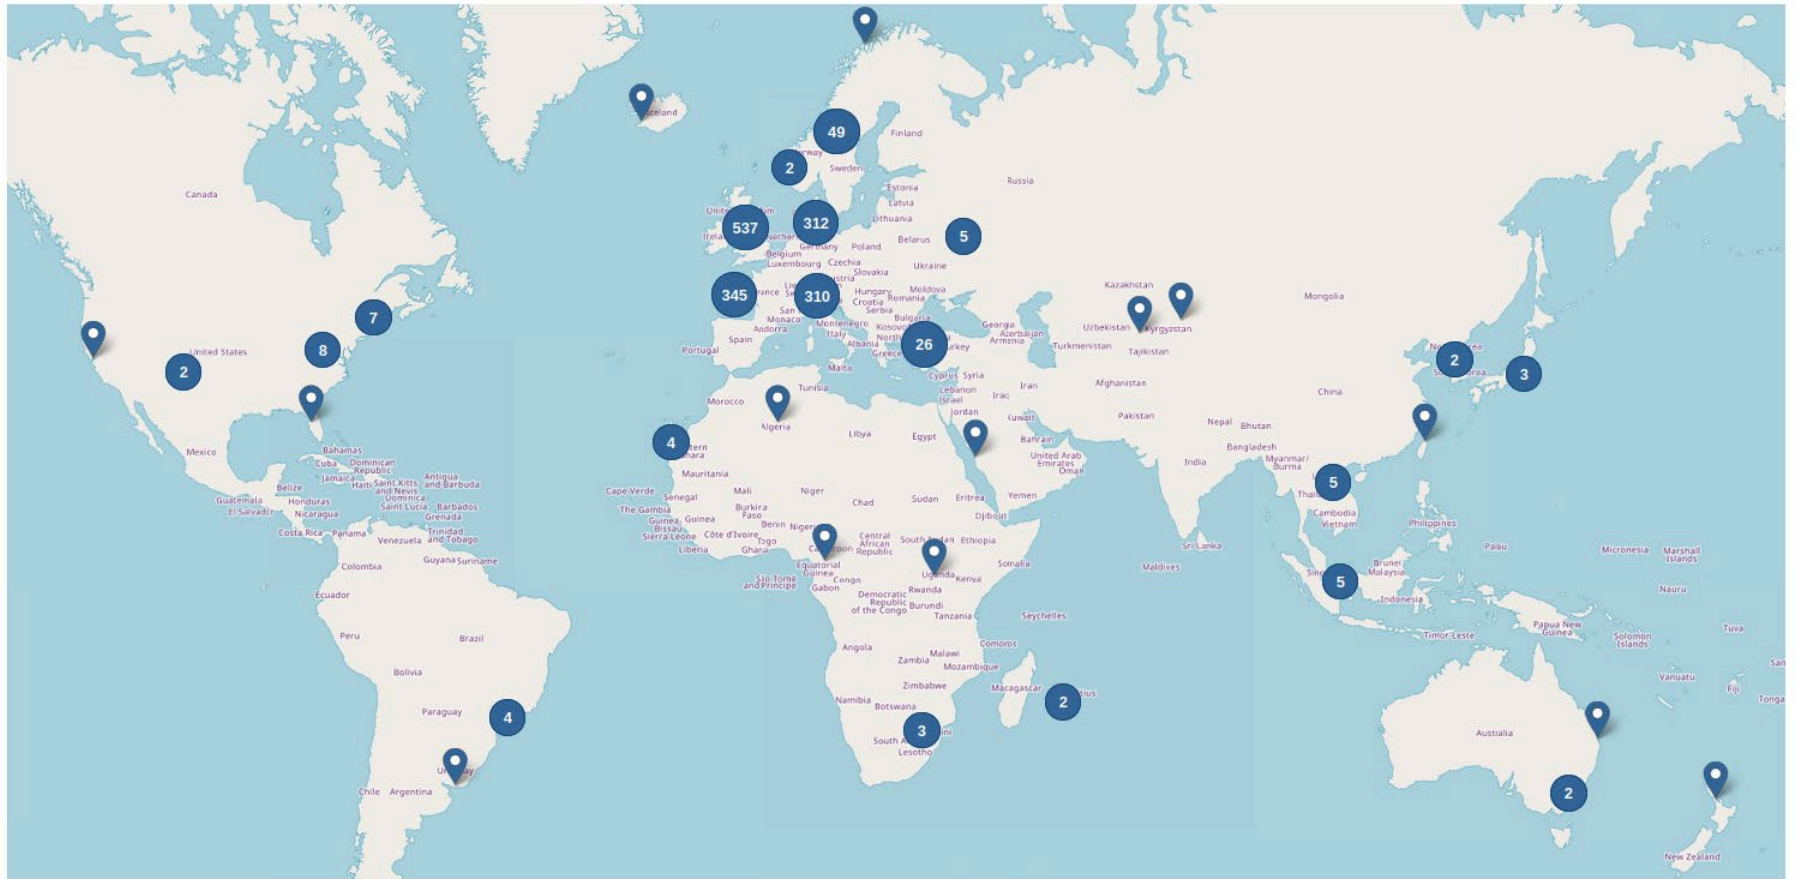 Iceland
49
Finland
2
Sweden
Russia
Canada
Estonia
Latvia
Lithuania
537
312
5
Belarus
Poland
Germany
Belgium
Luxembourg
Czechia
Slovakia
Ukraine
345
310
Hungary
Moldova
Croatia
Romania
Serbia
Bulgaria
Kazakhstan
Mongolia
7
Monaco
Andorra
Montenegro
Italy
Albania
Greece
Spain
Portugal
Malta
26
Georgia
Azerbaijan
Armenia
Uzbekistan
Kyrgyzstan
Turkmenistan
Tajikistan
8
United States
2
2
3
Cyprus
Syria
Lebanon
Israel
Iraq
Iran
Jordan
Kuwait
Afghanistan
Pakistan
China
Tunisia
Morocco
Algeria
Libya
Egypt
4
Bahrain
United Arab
Emirates
Oman
Nepal
Bhutan
Bangladesh
India
Myanmar/
Burma
5
Mexico
Bahamas
Cuba
Dominican
Republic
Jamaica
Haiti
Saint Kitts
and Nevis
Antigua
and Barbuda
Belize
Guatemala
Honduras
El Salvador
Nicaragua
Dominica
Saint Lucia
Barbados
Grenada
Costa Rica
Panama
Venezuela
Trinidad
and Tobago
Guyana
Suriname
Colombia
Ecuador
Peru
Brazil
Bolivia
Paraguay
4
Chile
Argentina
Mauritania
Cape Verde
Senegal
Mali
Niger
Chad
Sudan
Eritrea
Yemen
The Gambia
Guinea-
Bissau
Guinea
Burkina
Faso
Benin
Djibouti
Sierra Leone
Côte d'Ivoire
Togo
Liberia
Ghana
Central
African
Republic
Ethiopia
Somalia
Equatorial
Guinea
São Tomé
and Príncipe
Gabon
Congo
Uganda
Kenya
Rwanda
Democratic
Republic
of the Congo
Burundi
Tanzania
Seychelles
Comoros
Angola
Zambia
Malawi
Mozambique
Zimbabwe
Namibia
Botswana
2
3
Lesotho
Sri Lanka
Maldives
Cambodia
Vietnam
Philippines
Palau
Micronesia
Marshall
Islands
Brunei
Malaysia
5
Indonesia
Nauru
Timor-Leste
Papua New
Guinea
Solomon
Islands
Tuva
Vanuatu
Fiji
Tonga
Australia
2
New Zealand